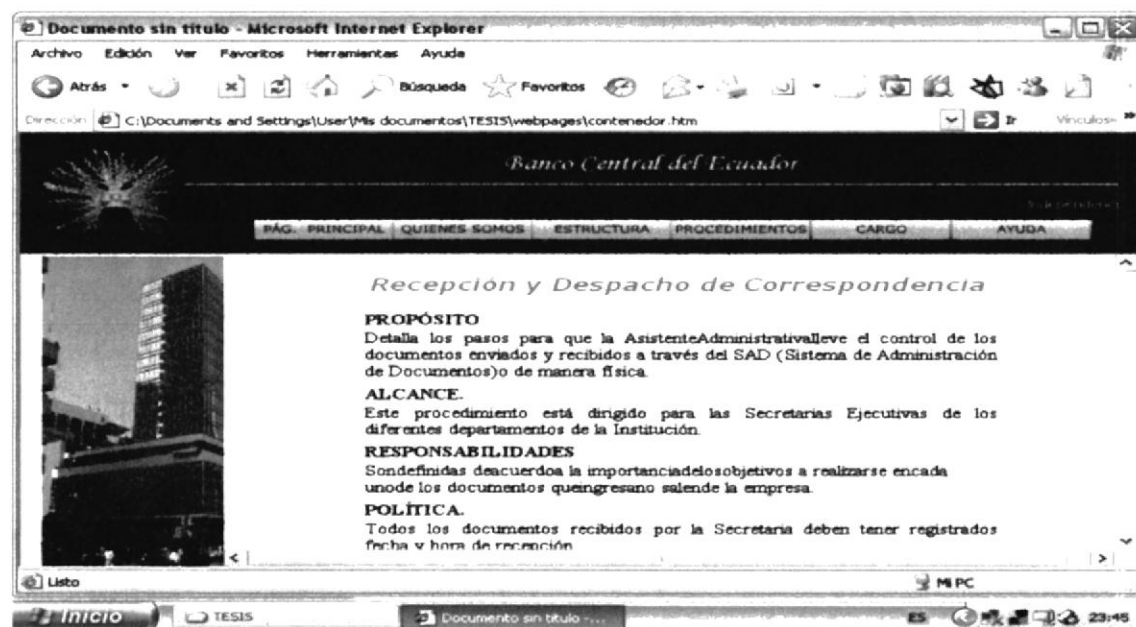 Documento sin título - Microsoft Internet Explorer
Archivo Edición Ver Favoritos Herramientas Ayuda
Atrás Búsqueda Favoritos
Dirección C:\Documents and Settings\User\Mis documentos\TESIS\webpages\contenedor.htm Ir Vínculos »
Banco Central del Ecuador
PÁG. PRINCIPAL QUIENES SOMOS ESTRUCTURA PROCEDIMIENTOS CARGO AYUDA
Recepción y Despacho de Correspondencia
PROPÓSITO
Detalla los pasos para que la AsistenteAdministrativalleve el control de los
documentos enviados y recibidos a través del SAD (Sistema de Administración
de Documentos)o de manera física.
ALCANCE.
Este procedimiento está dirigido para las Secretarias Ejecutivas de los
diferentes departamentos de la Institución.
RESPONSABILIDADES
Sondefinidas deacuerdoa la importanciadelosobjetivos a realizarse encada
unode los documentos queingresano salende la empresa.
POLÍTICA.
Todos los documentos recibidos por la Secretaria deben tener registrados
fecha y hora de recepción
Listo Mi PC
Inicio TESIS Documento sin título -... ES 23:45